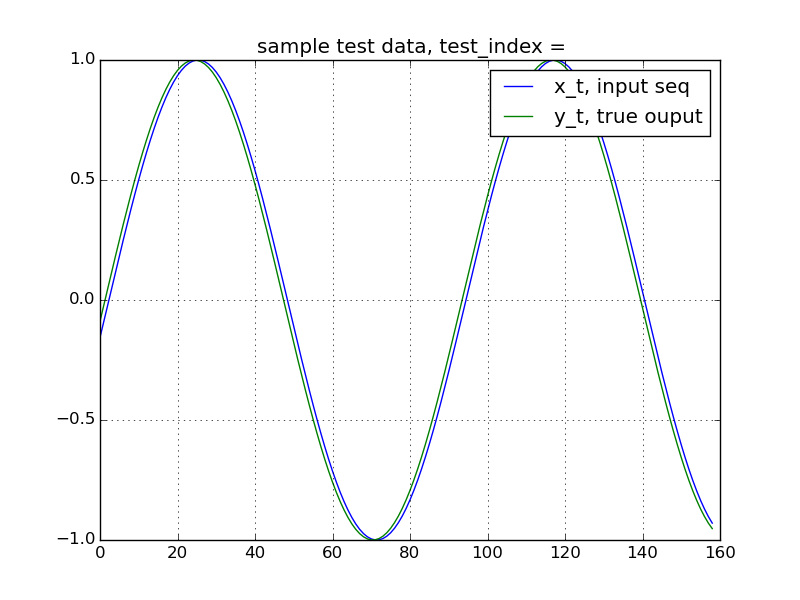 sample test data, test_index =
1.0
0.5
0.0
−0.5
−1.0
x_t, input seq
y_t, true ouput
0 20 40 60 80 100 120 140 160